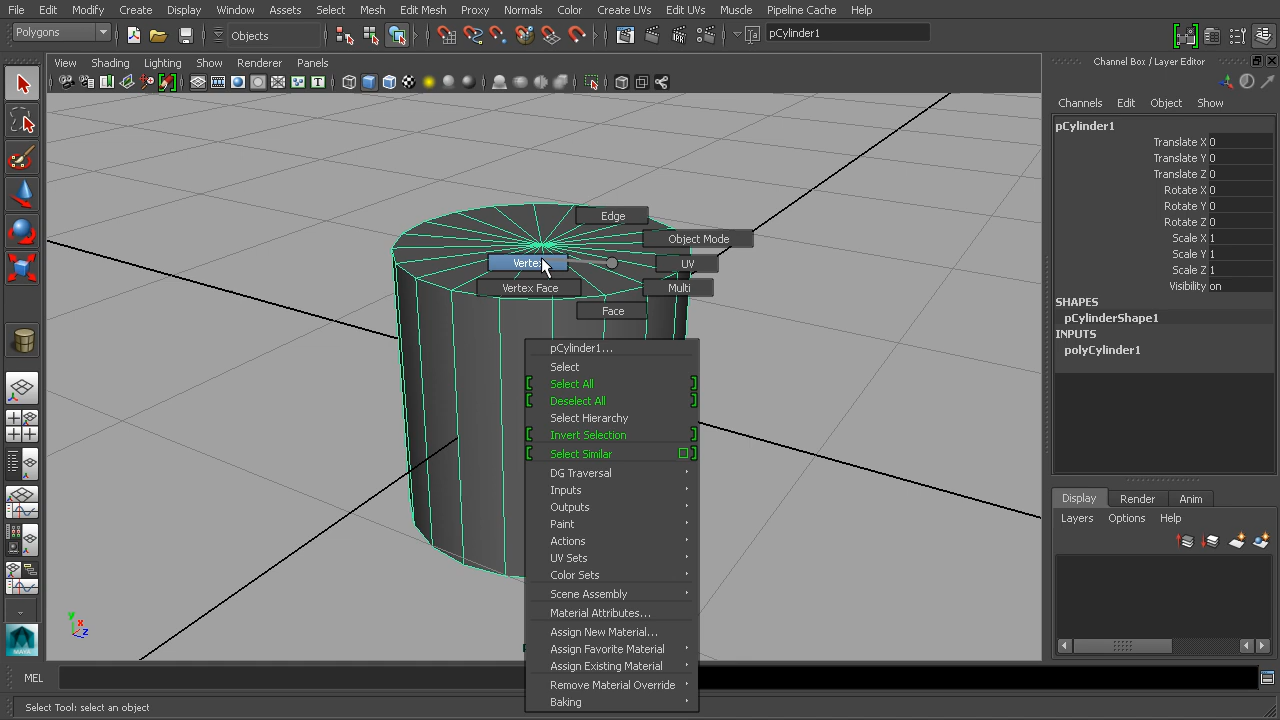 File Edit Modify Create Display Window Assets Select Mesh Edit Mesh Proxy Normals Color Create UVs Edit UVs Muscle Pipeline Cache Help
Polygons Objects pCylinder1
View Shading Lighting Show Renderer Panels
Channel Box / Layer Editor
Channels Edit Object Show
pCylinder1
Translate X 0
Translate Y 0
Translate Z 0
Rotate X 0
Rotate Y 0
Rotate Z 0
Scale X 1
Scale Y 1
Scale Z 1
Visibility on
SHAPES
pCylinderShape1
INPUTS
polyCylinder1
Edge
Object Mode
Vertex UV
Vertex Face Multi
Face
pCylinder1...
Select
Select All
Deselect All
Select Hierarchy
Invert Selection
Select Similar
DG Traversal
Inputs
Outputs
Paint
Actions
UV Sets
Color Sets
Scene Assembly
Material Attributes...
Assign New Material...
Assign Favorite Material
Assign Existing Material
Remove Material Override
Baking
Display Render Anim
Layers Options Help
y
x
z
MEL
Select Tool: select an object